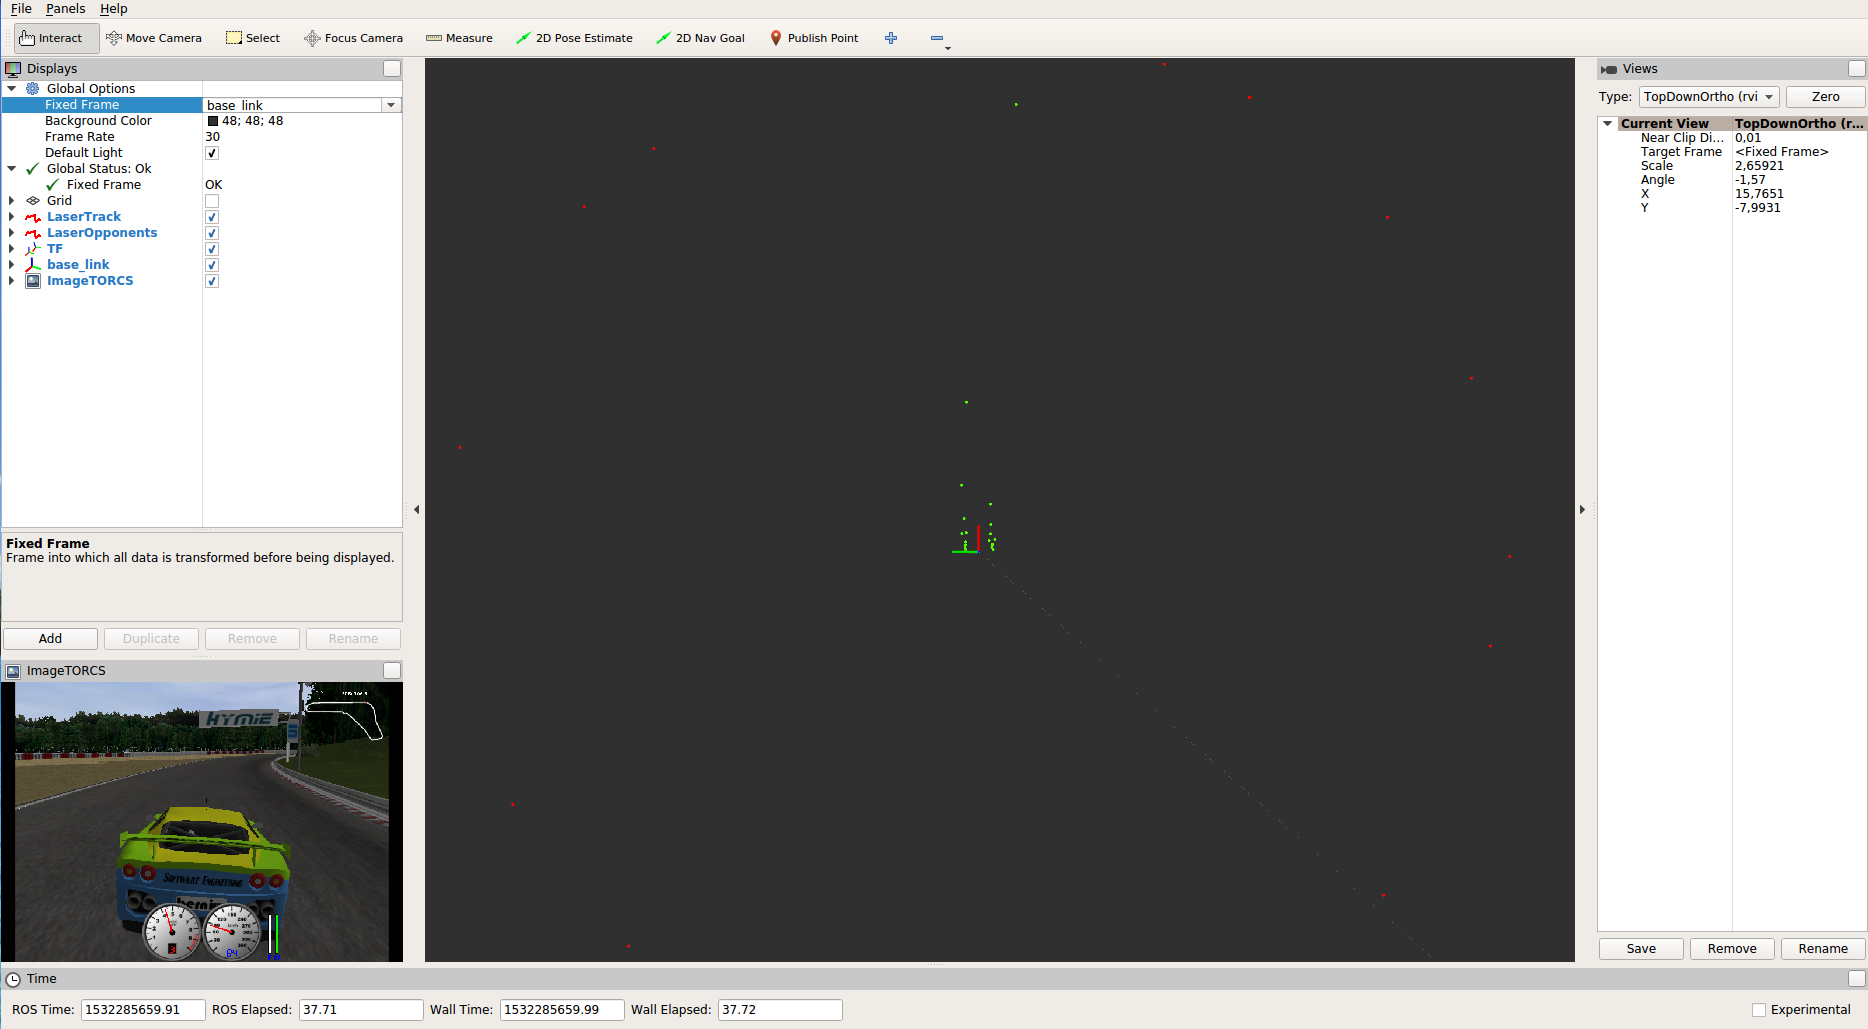 File Panels Help
Interact Move Camera Select Focus Camera Measure 2D Pose Estimate 2D Nav Goal Publish Point
Displays
Global Options
Fixed Frame base_link
Background Color 48; 48; 48
Frame Rate 30
Default Light
Global Status: Ok
Fixed Frame OK
Grid
LaserTrack
LaserOpponents
TF
base_link
ImageTORCS
Fixed Frame
Frame into which all data is transformed before being displayed.
Add Duplicate Remove Rename
ImageTORCS
HYMIE
SOFTWARE ENGINEERING
3
64
Views
Type: TopDownOrtho (rvi Zero
Current View TopDownOrtho (r...
Near Clip Di... 0,01
Target Frame <Fixed Frame>
Scale 2,65921
Angle -1,57
X 15,7651
Y -7,9931
Save Remove Rename
Time
ROS Time: 1532285659.91 ROS Elapsed: 37.71 Wall Time: 1532285659.99 Wall Elapsed: 37.72 Experimental